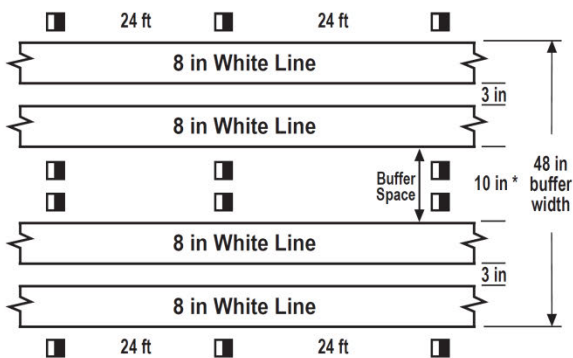 24 ft 24 ft
8 in White Line
3 in
8 in White Line
Buffer
Space
10 in *
48 in
buffer
width
8 in White Line
3 in
8 in White Line
24 ft 24 ft